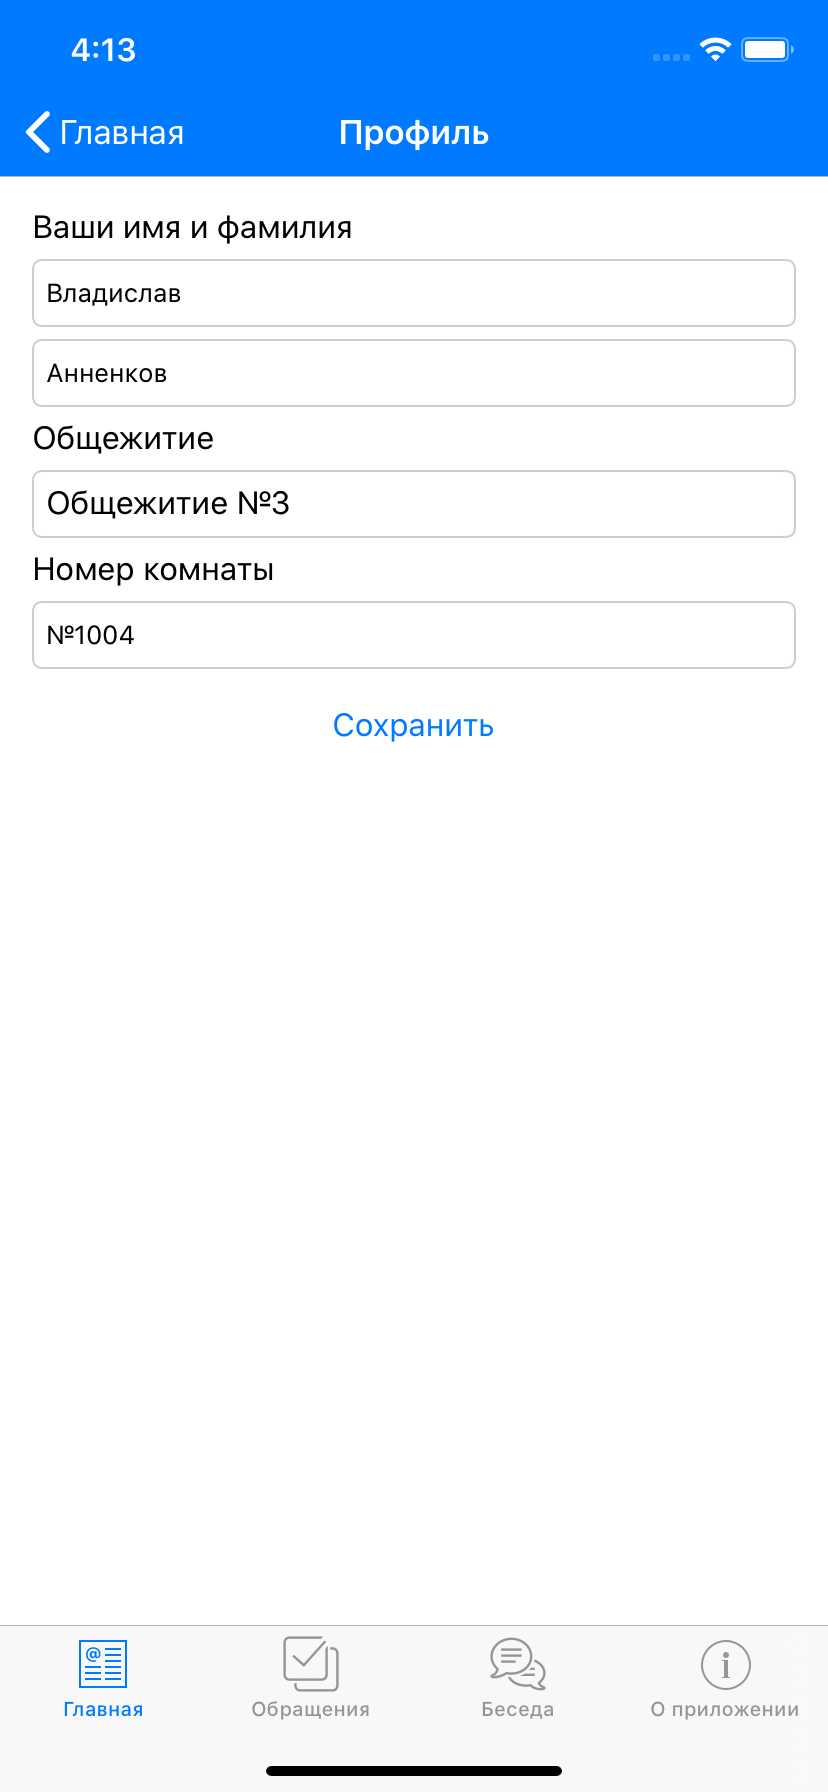 4:13
Главная
Профиль
Ваши имя и фамилия
Владислав
Анненков
Общежитие
Общежитие №3
Номер комнаты
№1004
Сохранить
Главная
Обращения
Беседа
О приложении